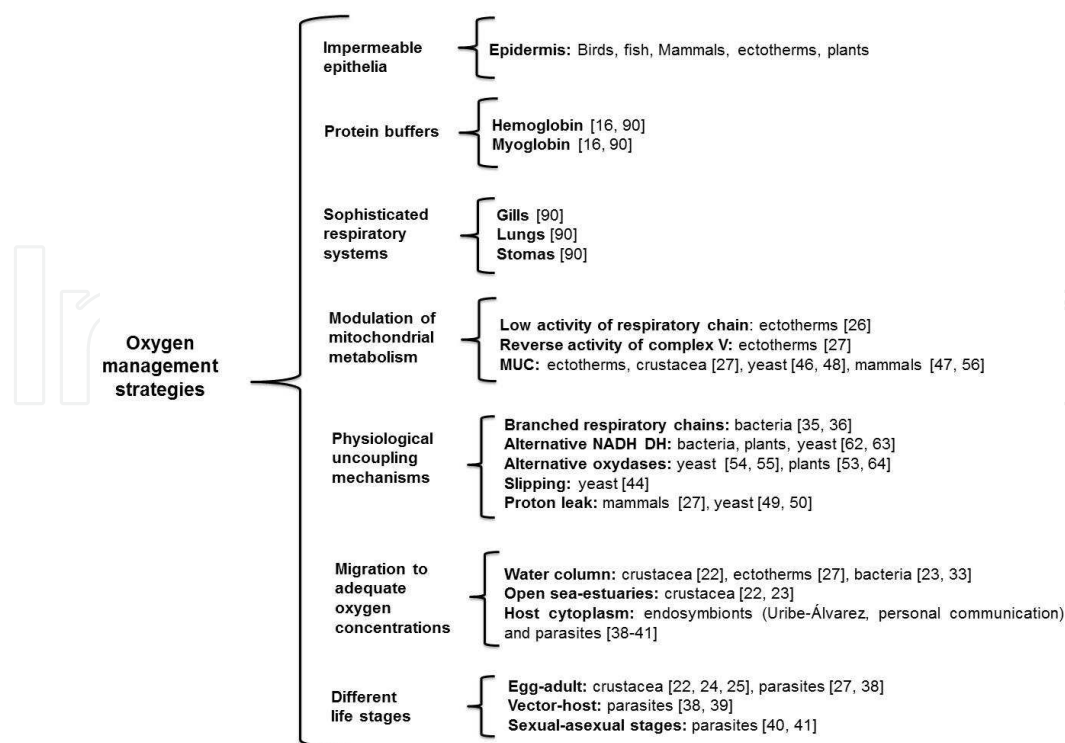 Oxygen
management
strategies
Impermeable
epithelia
Epidermis: Birds, fish, Mammals, ectotherms, plants
Protein buffers
Hemoglobin [16, 90]
Myoglobin [16, 90]
Sophisticated
respiratory
systems
Gills [90]
Lungs [90]
Stomas [90]
Modulation of
mitochondrial
metabolism
Low activity of respiratory chain: ectotherms [26]
Reverse activity of complex V: ectotherms [27]
MUC: ectotherms, crustacea [27], yeast [46, 48], mammals [47, 56]
Physiological
uncoupling
mechanisms
Branched respiratory chains: bacteria [35, 36]
Alternative NADH DH: bacteria, plants, yeast [62, 63]
Alternative oxydases: yeast [54, 55], plants [53, 64]
Slipping: yeast [44]
Proton leak: mammals [27], yeast [49, 50]
Migration to
adequate
oxygen
concentrations
Water column: crustacea [22], ectotherms [27], bacteria [23, 33]
Open sea-estuaries: crustacea [22, 23]
Host cytoplasm: endosymbionts (Uribe-Álvarez, personal communication)
and parasites [38-41]
Different
life stages
Egg-adult: crustacea [22, 24, 25], parasites [27, 38]
Vector-host: parasites [38, 39]
Sexual-asexual stages: parasites [40, 41]